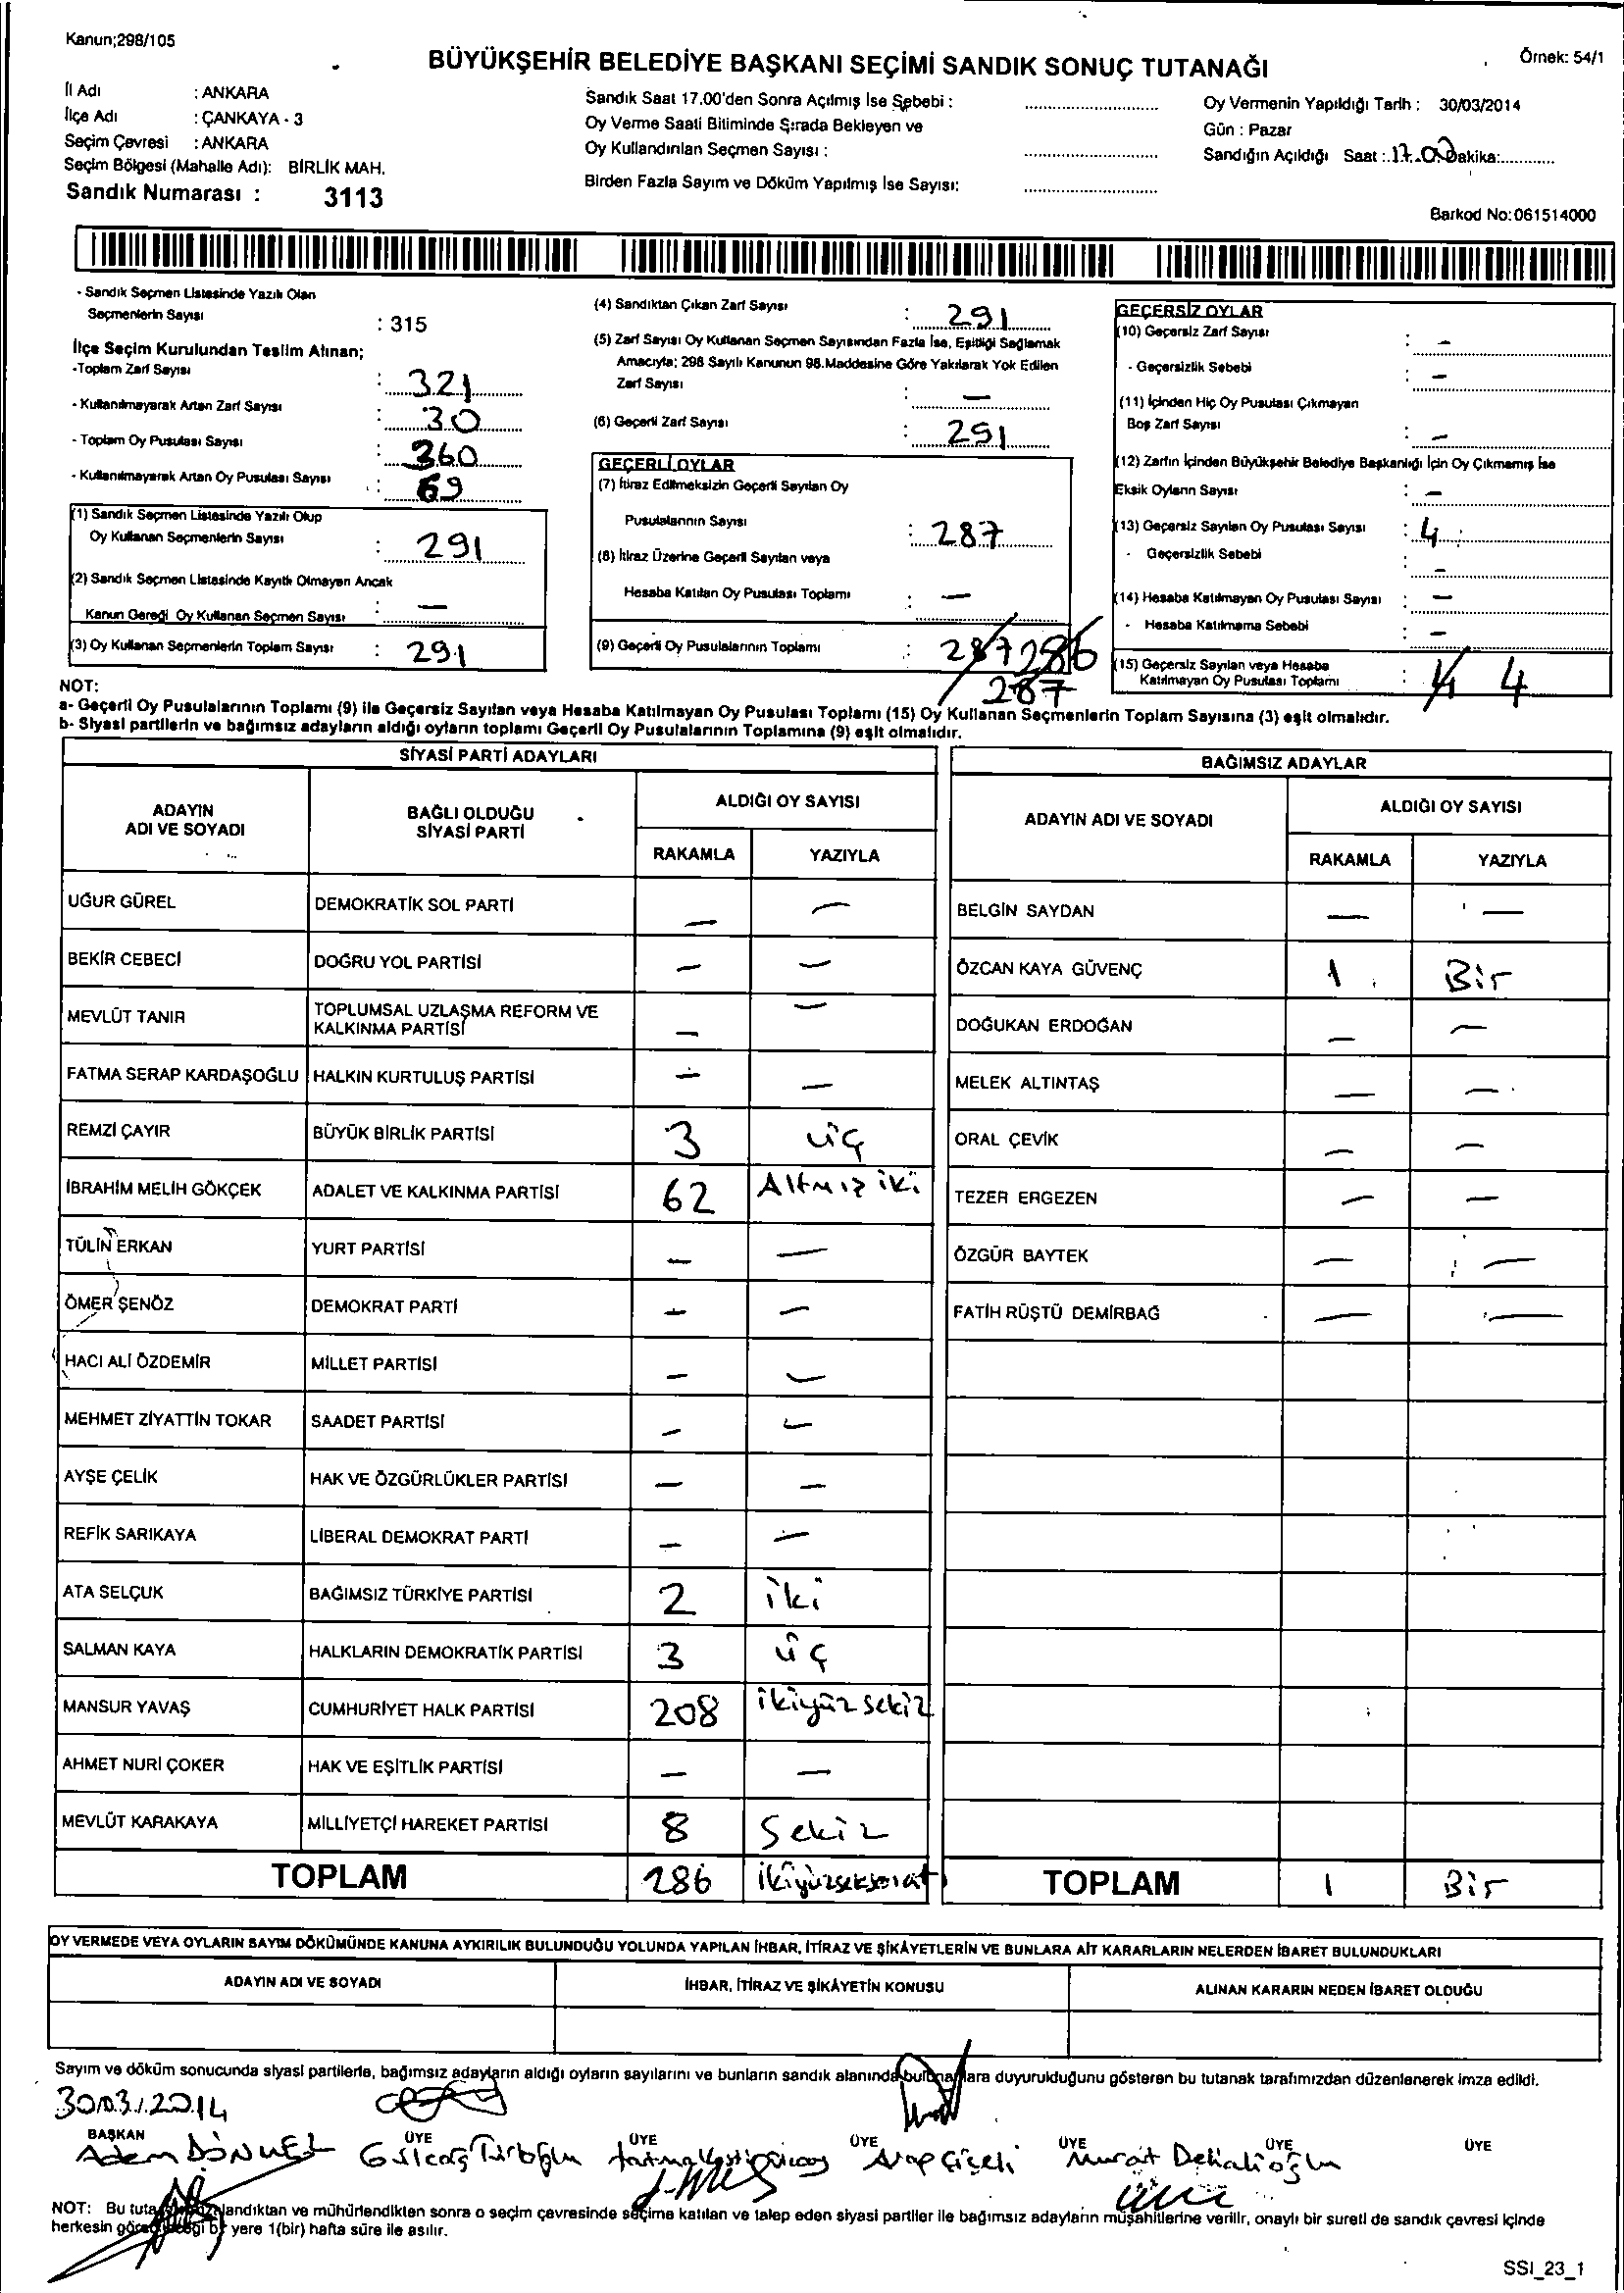 Kanun;298/105
BÜYÜKŞEHİR BELEDİYE BAŞKANI SEÇİMİ SANDIK SONUÇ TUTANAĞI
Örnek: 54/1
İl Adı : ANKARA
İlçe Adı : ÇANKAYA - 3
Seçim Çevresi : ANKARA
Seçim Bölgesi (Mahalle Adı): BİRLİK MAH.
Sandık Numarası : 3113
Sandık Saat 17.00'den Sonra Açılmış İse Sebebi : ........................
Oy Verme Saati Bitiminde Sırada Bekleyen ve
Oy Kullandırılan Seçmen Sayısı : ........................
Birden Fazla Sayım ve Döküm Yapılmış İse Sayısı: ........................
Oy Vermenin Yapıldığı Tarih : 30/03/2014
Gün : Pazar
Sandığın Açıldığı Saat :.17.00 Dakika:............
Barkod No:061514000
- Sandık Seçmen Listesinde Yazılı Olan
Seçmenlerin Sayısı : 315
İlçe Seçim Kurulundan Teslim Alınan;
-Toplam Zarf Sayısı : 321
- Kullanılmayarak Artan Zarf Sayısı : 30
- Toplam Oy Pusulası Sayısı : 360
- Kullanılmayarak Artan Oy Pusulası Sayısı : 69
(1) Sandık Seçmen Listesinde Yazılı Olup
Oy Kullanan Seçmenlerin Sayısı : 291
(2) Sandık Seçmen Listesinde Kayıtlı Olmayan Ancak
Kanun Gereği Oy Kullanan Seçmen Sayısı : —
(3) Oy Kullanan Seçmenlerin Toplam Sayısı : 291
(4) Sandıktan Çıkan Zarf Sayısı : 291
(5) Zarf Sayısı Oy Kullanan Seçmen Sayısından Fazla İse, Eşitliği Sağlamak
Amacıyla; 298 Sayılı Kanunun 98.Maddesine Göre Yakılarak Yok Edilen
Zarf Sayısı : —
(6) Geçerli Zarf Sayısı : 291
GEÇERLİ OYLAR
(7) İtiraz Edilmeksizin Geçerli Sayılan Oy
Pusulalarının Sayısı : 287
(8) İtiraz Üzerine Geçerli Sayılan veya
Hesaba Katılan Oy Pusulası Toplamı : —
(9) Geçerli Oy Pusulalarının Toplamı : 287 286
287
GEÇERSİZ OYLAR
(10) Geçersiz Zarf Sayısı : —
- Geçersizlik Sebebi : —
(11) İçinden Hiç Oy Pusulası Çıkmayan
Boş Zarf Sayısı : —
(12) Zarfın İçinden Büyükşehir Belediye Başkanlığı İçin Oy Çıkmamış İse
Eksik Oyların Sayısı : —
(13) Geçersiz Sayılan Oy Pusulası Sayısı : 4
- Geçersizlik Sebebi
—
(14) Hesaba Katılmayan Oy Pusulası Sayısı : —
- Hesaba Katılmama Sebebi : —
(15) Geçersiz Sayılan veya Hesaba
Katılmayan Oy Pusulası Toplamı : 4 4
NOT:
a- Geçerli Oy Pusulalarının Toplamı (9) ile Geçersiz Sayılan veya Hesaba Katılmayan Oy Pusulası Toplamı (15) Oy Kullanan Seçmenlerin Toplam Sayısına (3) eşit olmalıdır.
b- Siyasi partilerin ve bağımsız adayların aldığı oyların toplamı Geçerli Oy Pusulalarının Toplamına (9) eşit olmalıdır.
SİYASİ PARTİ ADAYLARI
ADAYIN ADI VE SOYADI
BAĞLI OLDUĞU SİYASİ PARTİ
ALDIĞI OY SAYISI
RAKAMLA YAZIYLA
UĞUR GÜREL DEMOKRATİK SOL PARTİ — —
BEKİR CEBECİ DOĞRU YOL PARTİSİ — —
MEVLÜT TANIR TOPLUMSAL UZLAŞMA REFORM VE
KALKINMA PARTİSİ — —
FATMA SERAP KARDAŞOĞLU HALKIN KURTULUŞ PARTİSİ — —
REMZİ ÇAYIR BÜYÜK BİRLİK PARTİSİ 3 üç
İBRAHİM MELİH GÖKÇEK ADALET VE KALKINMA PARTİSİ 62 Altmış iki
TÜLİN ERKAN YURT PARTİSİ — —
ÖMER ŞENÖZ DEMOKRAT PARTİ — —
HACI ALİ ÖZDEMİR MİLLET PARTİSİ — —
MEHMET ZİYATTİN TOKAR SAADET PARTİSİ — —
AYŞE ÇELİK HAK VE ÖZGÜRLÜKLER PARTİSİ — —
REFİK SARIKAYA LİBERAL DEMOKRAT PARTİ — —
ATA SELÇUK BAĞIMSIZ TÜRKİYE PARTİSİ 2 iki
SALMAN KAYA HALKLARIN DEMOKRATİK PARTİSİ 3 üç
MANSUR YAVAŞ CUMHURİYET HALK PARTİSİ 208 ikiyüz sekiz
AHMET NURİ ÇOKER HAK VE EŞİTLİK PARTİSİ — —
MEVLÜT KARAKAYA MİLLİYETÇİ HAREKET PARTİSİ 8 Sekiz
TOPLAM 286
BAĞIMSIZ ADAYLAR
ADAYIN ADI VE SOYADI
ALDIĞI OY SAYISI
RAKAMLA YAZIYLA
BELGİN SAYDAN — —
ÖZCAN KAYA GÜVENÇ 1 Bir
DOĞUKAN ERDOĞAN — —
MELEK ALTINTAŞ — —
ORAL ÇEVİK — —
TEZER ERGEZEN — —
ÖZGÜR BAYTEK — —
FATİH RÜŞTÜ DEMİRBAĞ — —
TOPLAM 1 Bir
OY VERMEDE VEYA OYLARIN SAYIM DÖKÜMÜNDE KANUNA AYKIRILIK BULUNDUĞU YOLUNDA YAPILAN İHBAR, İTİRAZ VE ŞİKÂYETLERİN VE BUNLARA AİT KARARLARIN NELERDEN İBARET BULUNDUKLARI
ADAYIN ADI VE SOYADI İHBAR, İTİRAZ VE ŞİKÂYETİN KONUSU ALINAN KARARIN NEDEN İBARET OLDUĞU
Sayım ve döküm sonucunda siyasi partilerle, bağımsız adayların aldığı oyların sayılarını ve bunların sandık alanında bulunanlara duyurulduğunu gösteren bu tutanak tarafımızdan düzenlenerek imza edildi.
30/03/2014
BAŞKAN ÜYE ÜYE ÜYE ÜYE ÜYE ÜYE
Adem DÖNMEZ Arap Çiçeli Murat
NOT: Bu landıktan ve mühürlendikten sonra o seçim çevresinde seçime katılan ve talep eden siyasi partiler ile bağımsız adayların müşahitlerine verilir, onaylı bir sureti de sandık çevresi içinde
herkesin bir yere 1(bir) hafta süre ile asılır.
SSI_23_1